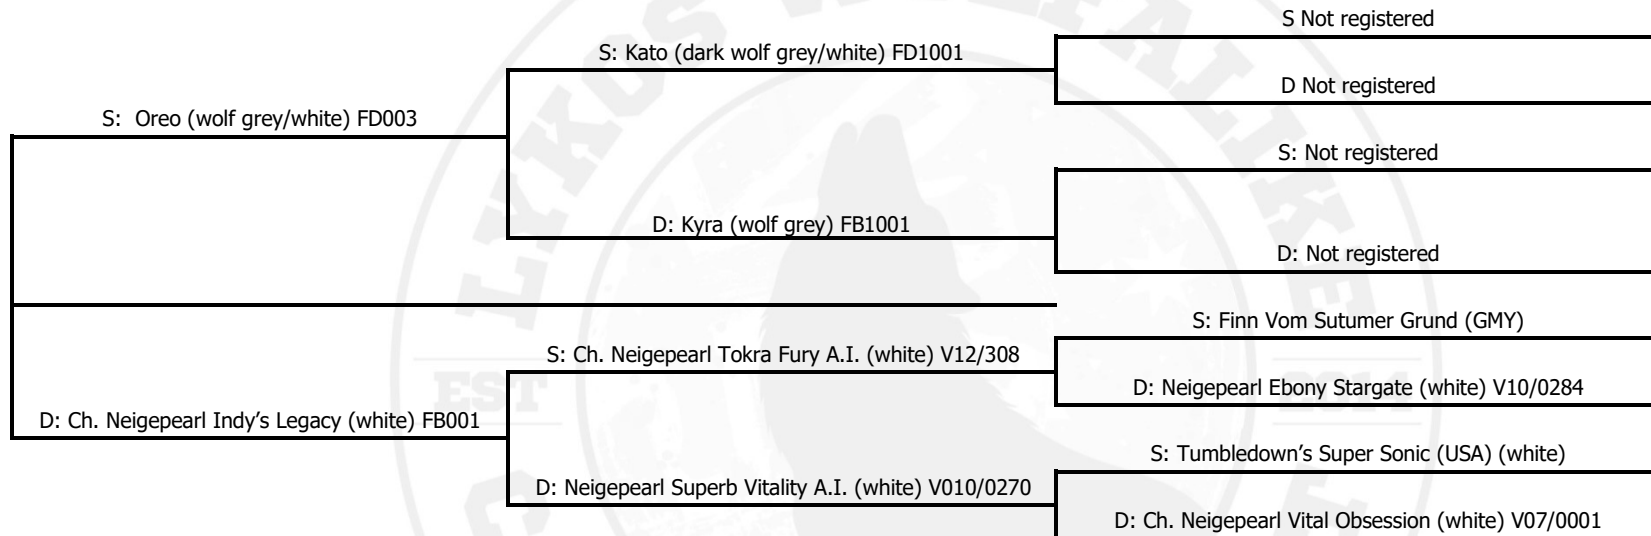 S Not registered
S: Kato (dark wolf grey/white) FD1001
D Not registered
S:  Oreo (wolf grey/white) FD003
S: Not registered
D: Kyra (wolf grey) FB1001
D: Not registered
S: Finn Vom Sutumer Grund (GMY)
S: Ch. Neigepearl Tokra Fury A.I. (white) V12/308
D: Neigepearl Ebony Stargate (white) V10/0284
D: Ch. Neigepearl Indy’s Legacy (white) FB001
S: Tumbledown’s Super Sonic (USA) (white)
D: Neigepearl Superb Vitality A.I. (white) V010/0270
D: Ch. Neigepearl Vital Obsession (white) V07/0001
LYKOS
EST
2014